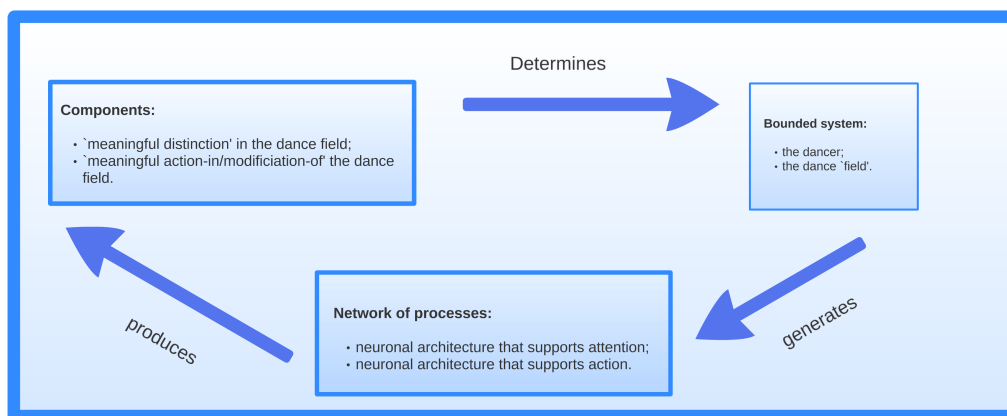 Determines
Components:
• `meaningful distinction' in the dance field;
• `meaningful action-in/modificiation-of' the dance
field.
Bounded system:
• the dancer;
• the dance `field'.
produces
Network of processes:
• neuronal architecture that supports attention;
• neuronal architecture that supports action.
generates